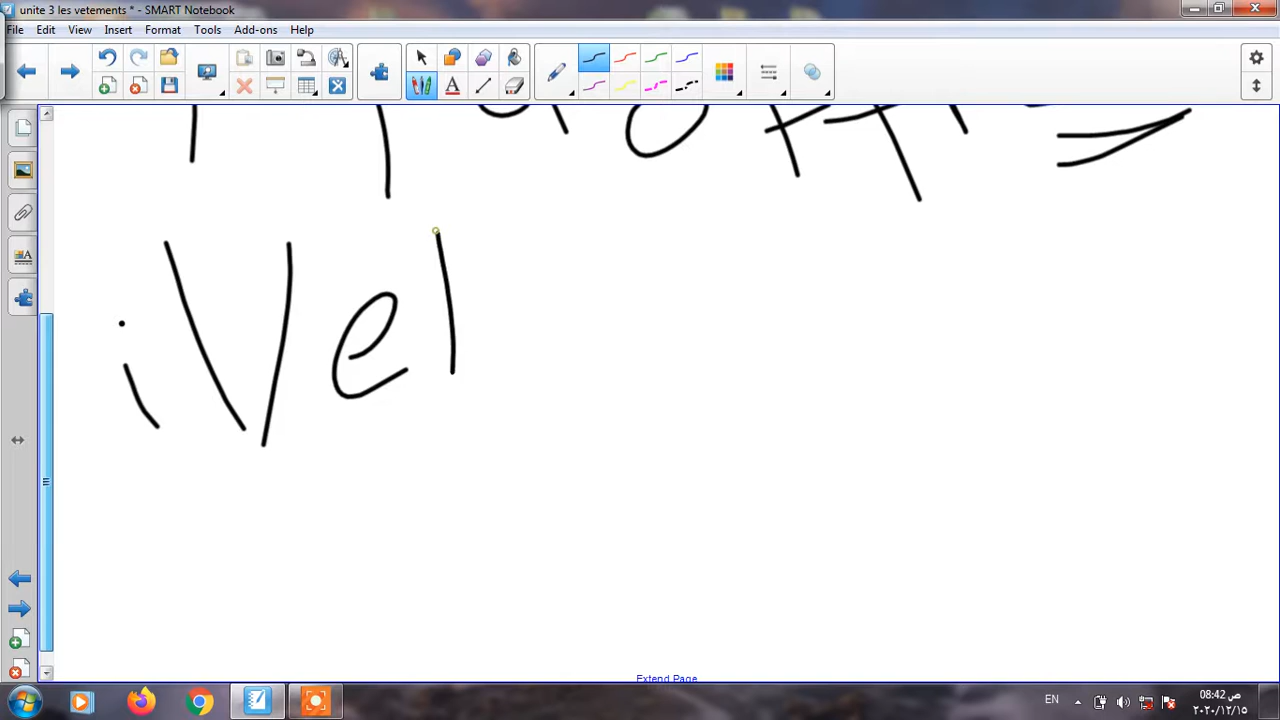 unite 3 les vetements * - SMART Notebook
File Edit View Insert Format Tools Add-ons Help
iVel
Extend Page
EN
08:42 ص
٢٠٢٠/١٢/١٥